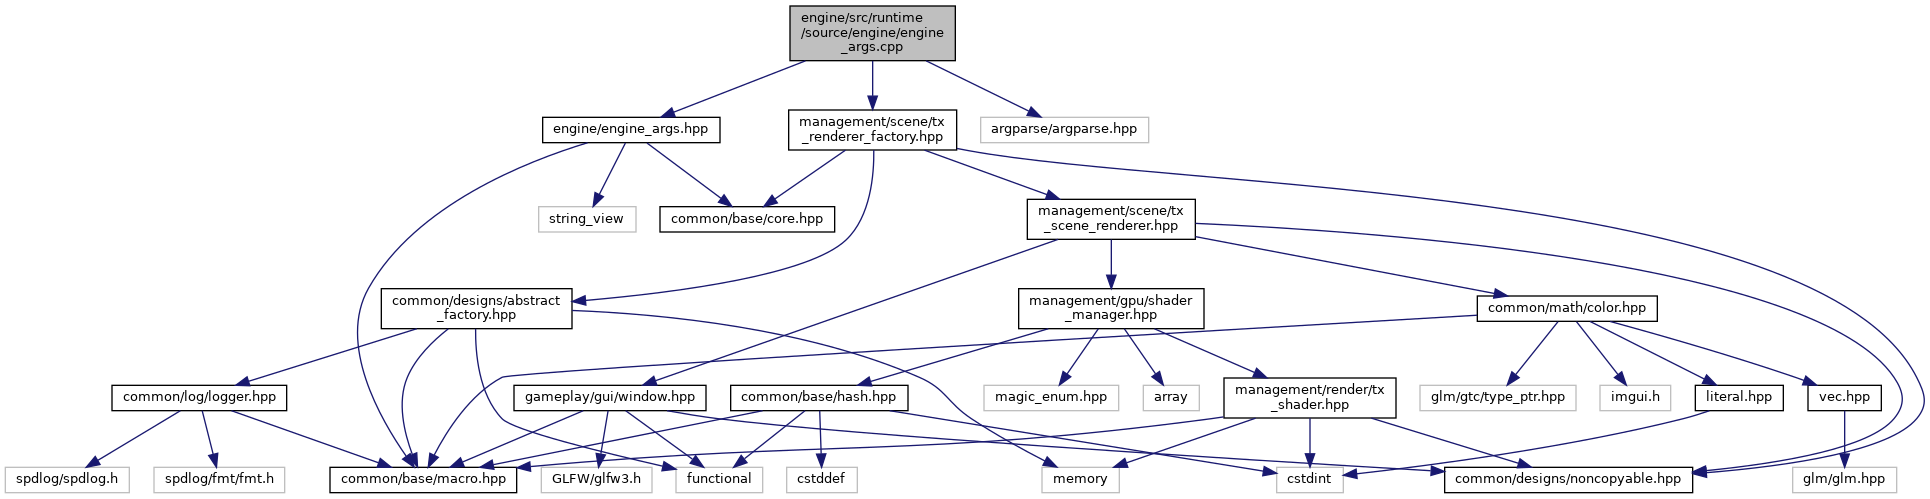 engine/src/runtime
/source/engine/engine
_args.cpp
engine/engine_args.hpp
management/scene/tx
_renderer_factory.hpp
argparse/argparse.hpp
string_view
common/base/core.hpp
management/scene/tx
_scene_renderer.hpp
common/designs/abstract
_factory.hpp
management/gpu/shader
_manager.hpp
common/math/color.hpp
common/log/logger.hpp
gameplay/gui/window.hpp
common/base/hash.hpp
magic_enum.hpp
array
management/render/tx
_shader.hpp
glm/gtc/type_ptr.hpp
imgui.h
literal.hpp
vec.hpp
spdlog/spdlog.h
spdlog/fmt/fmt.h
common/base/macro.hpp
GLFW/glfw3.h
functional
cstddef
memory
cstdint
common/designs/noncopyable.hpp
glm/glm.hpp